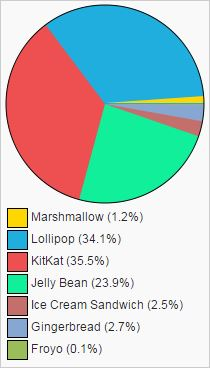 Marshmallow (1.2%)
Lollipop (34.1%)
KitKat (35.5%)
Jelly Bean (23.9%)
Ice Cream Sandwich (2.5%)
Gingerbread (2.7%)
Froyo (0.1%)